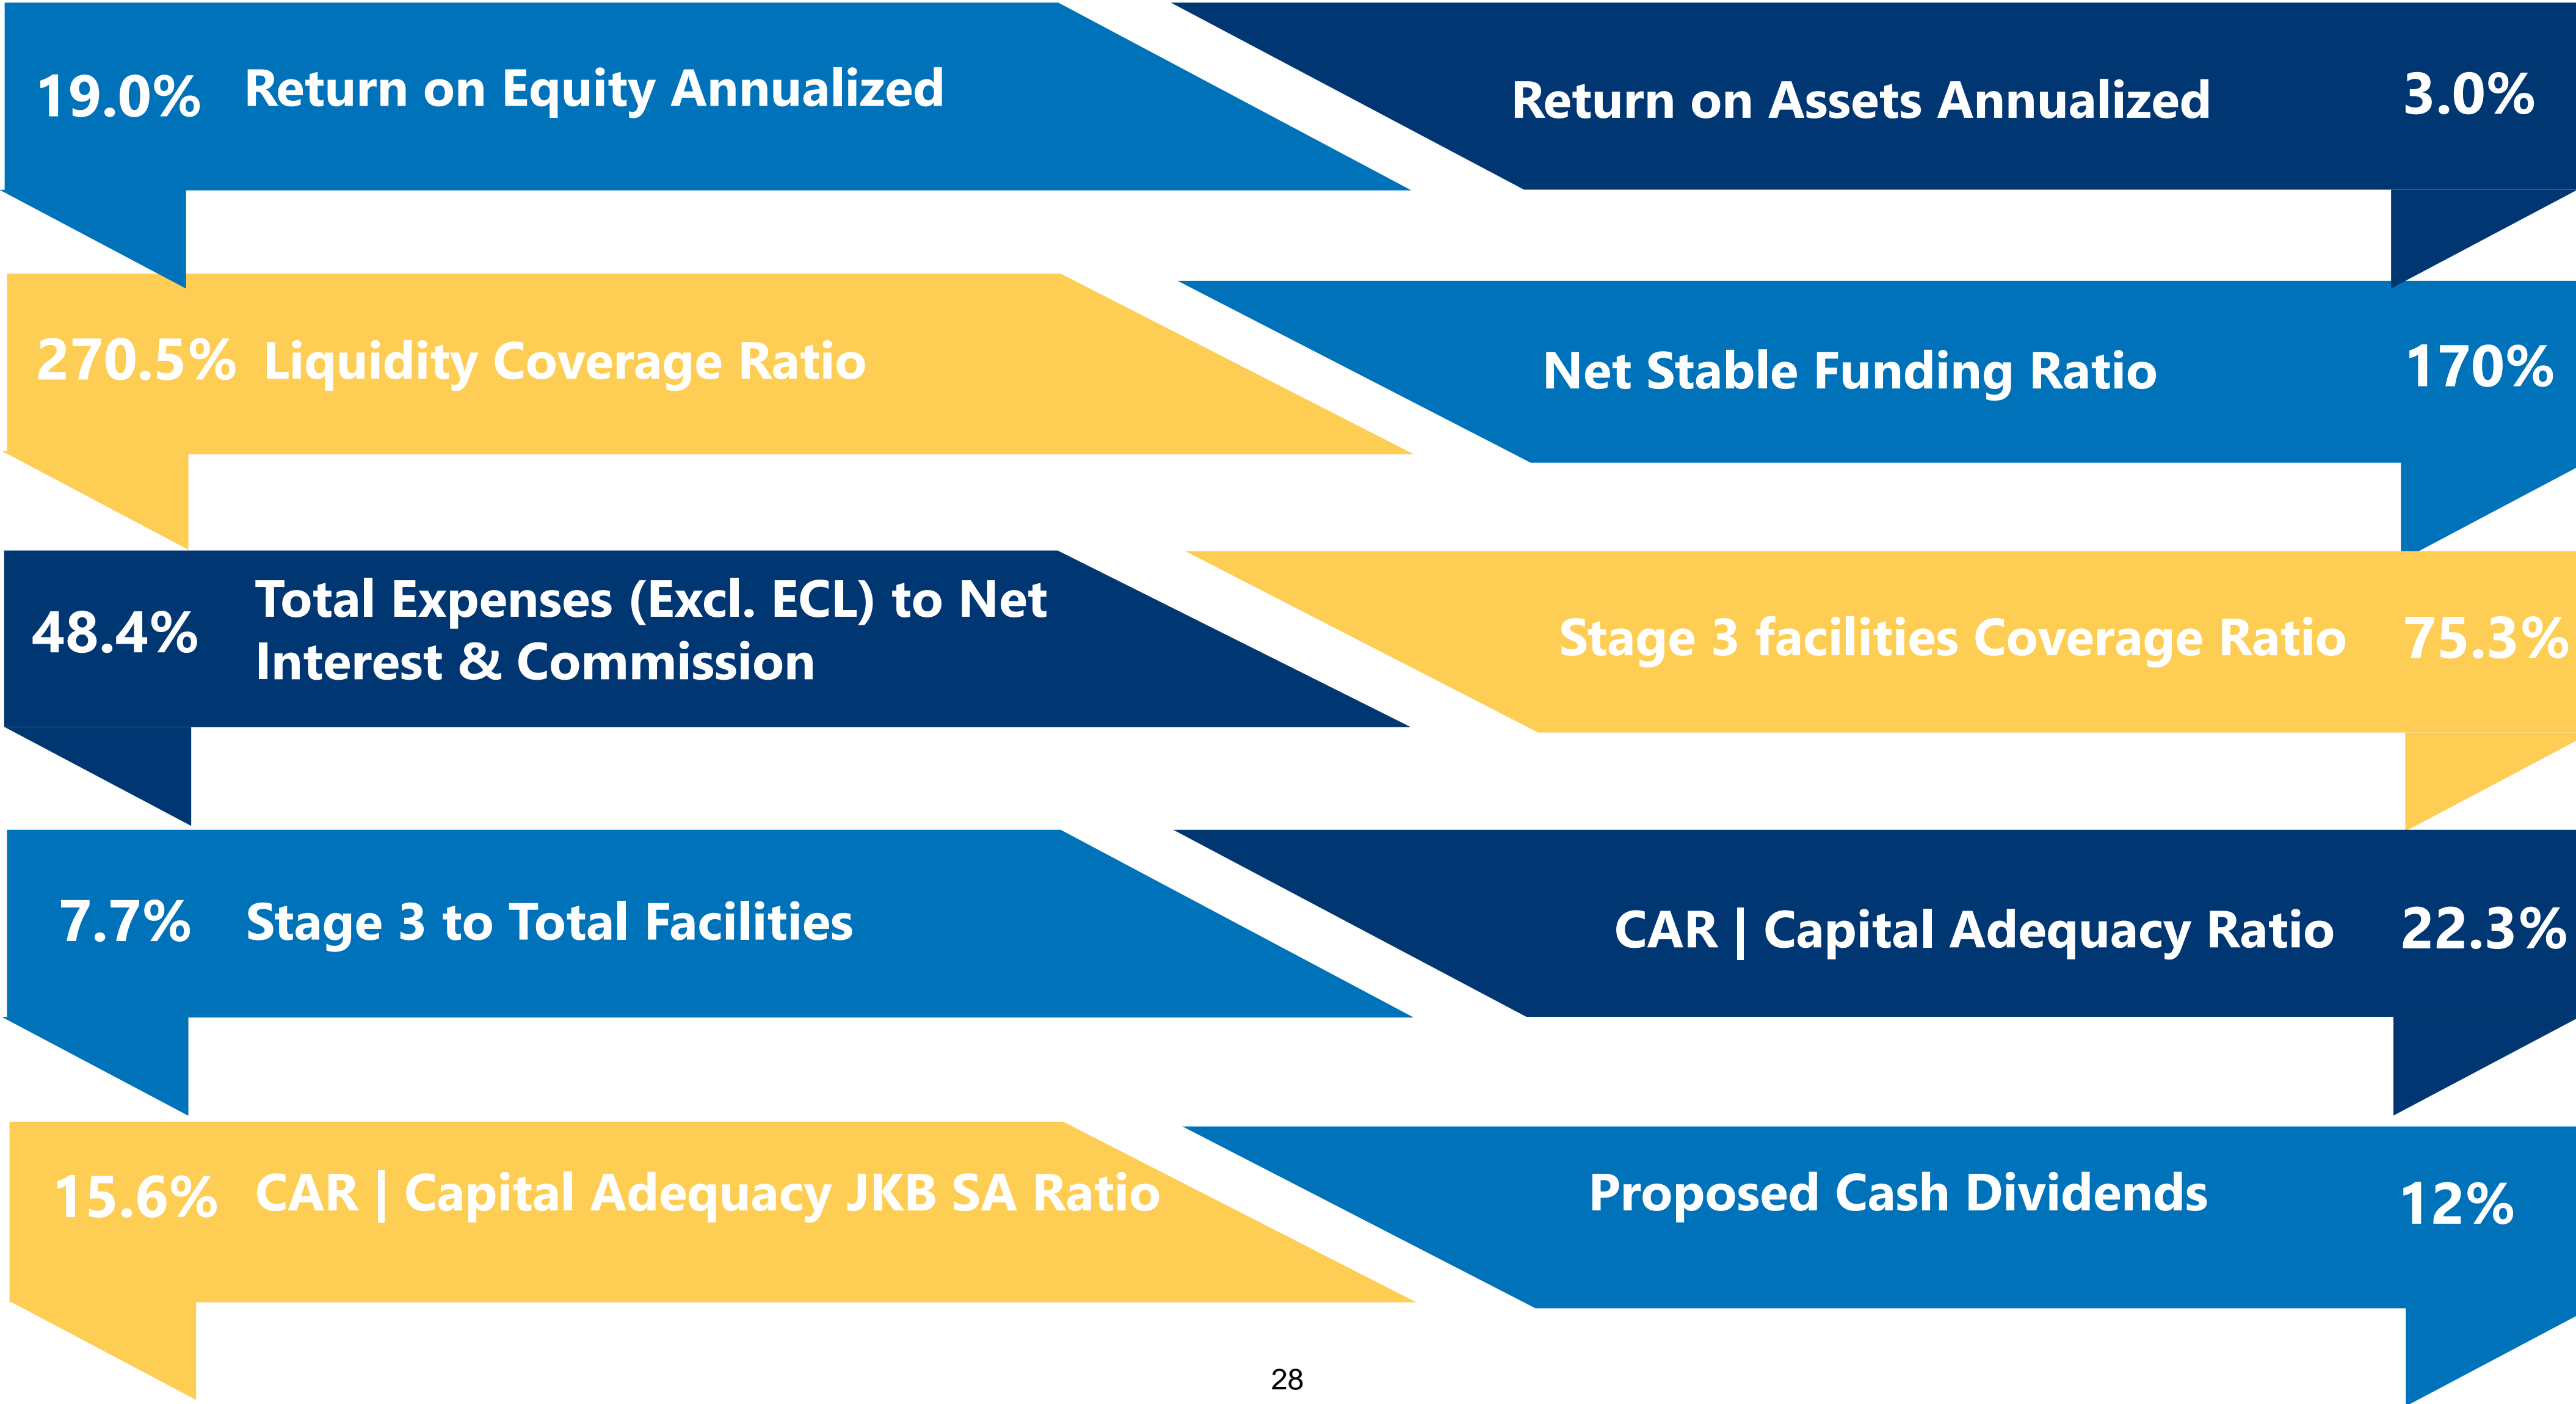 19.0% Return on Equity Annualized
Return on Assets Annualized 3.0%
270.5% Liquidity Coverage Ratio
Net Stable Funding Ratio 170%
48.4% Total Expenses (Excl. ECL) to Net
Interest & Commission
Stage 3 facilities Coverage Ratio 75.3%
7.7% Stage 3 to Total Facilities
CAR | Capital Adequacy Ratio 22.3%
15.6% CAR | Capital Adequacy JKB SA Ratio
Proposed Cash Dividends 12%
28